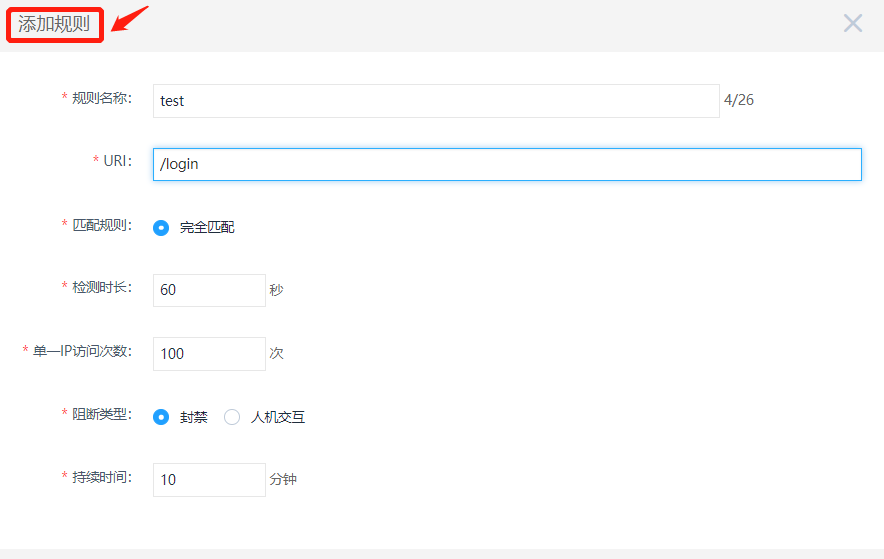 添加规则
* 规则名称: test 4/26
* URI: /login
* 匹配规则: 完全匹配
* 检测时长: 60 秒
* 单一IP访问次数: 100 次
* 阻断类型: 封禁 人机交互
* 持续时间: 10 分钟